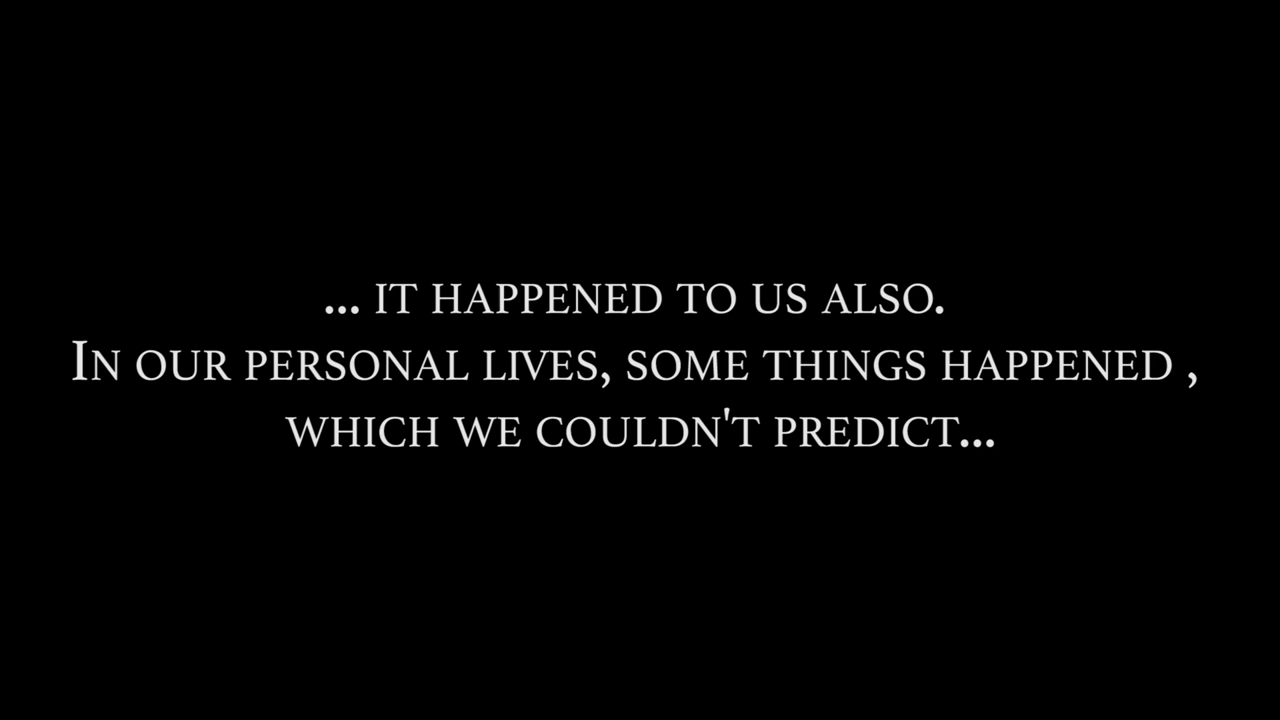 ... it happened to us also.
In our personal lives, some things happened ,
which we couldn't predict...